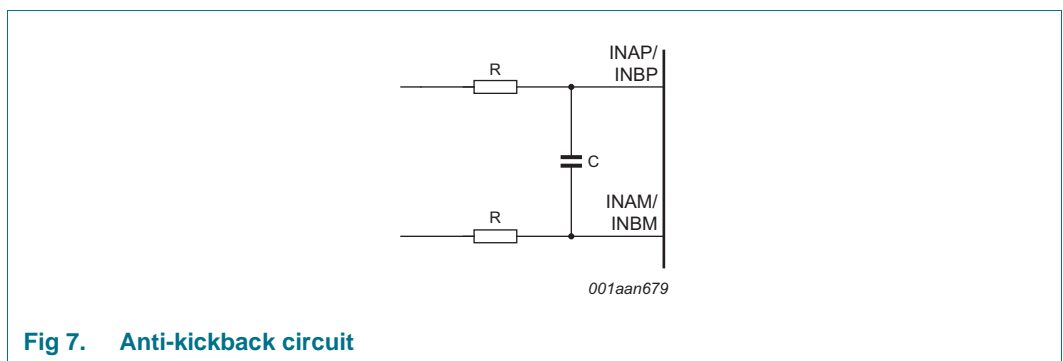 INAP/
INBP
R
C
INAM/
INBM
R
001aan679
Fig 7. Anti-kickback circuit